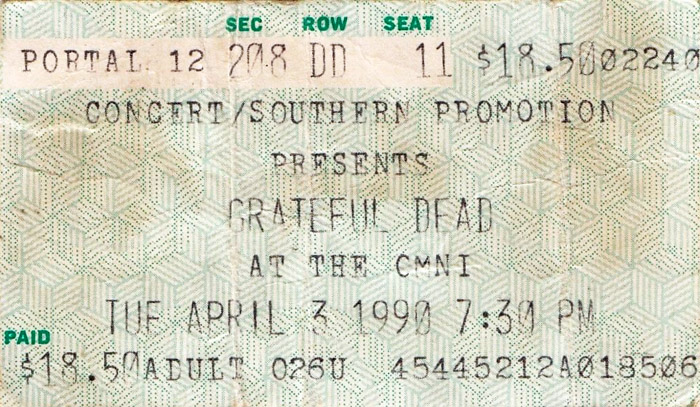 SEC ROW SEAT
PORTAL 12 208 DD 11 $18.50 02240
CONCERT/SOUTHERN PROMOTION
PRESENTS
GRATEFUL DEAD
AT THE OMNI
TUE APRIL 3 1990 7:30 PM
PAID
$18.50 ADULT 026U 45445212A018506